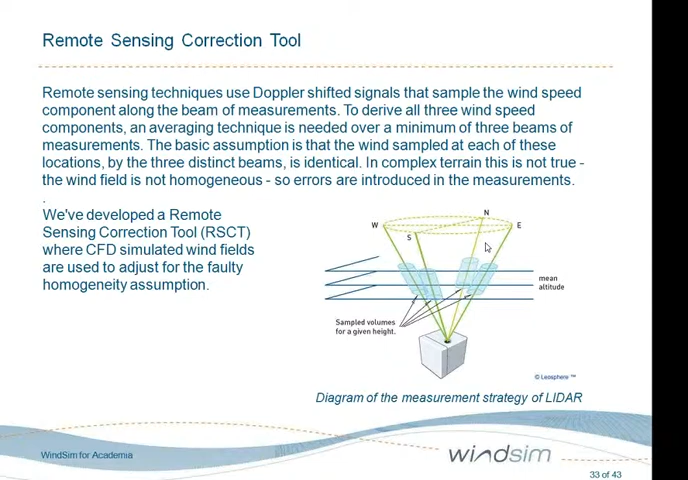 Remote Sensing Correction Tool
Remote sensing techniques use Doppler shifted signals that sample the wind speed
component along the beam of measurements. To derive all three wind speed
components, an averaging technique is needed over a minimum of three beams of
measurements. The basic assumption is that the wind sampled at each of these
locations, by the three distinct beams, is identical. In complex terrain this is not true -
the wind field is not homogeneous - so errors are introduced in the measurements.
.
We've developed a Remote
Sensing Correction Tool (RSCT)
where CFD simulated wind fields
are used to adjust for the faulty
homogeneity assumption.
N
W
E
S
mean
altitude
Sampled volumes
for a given height.
© Leosphere ™
Diagram of the measurement strategy of LIDAR
WindSim for Academia
windsim
33 of 43